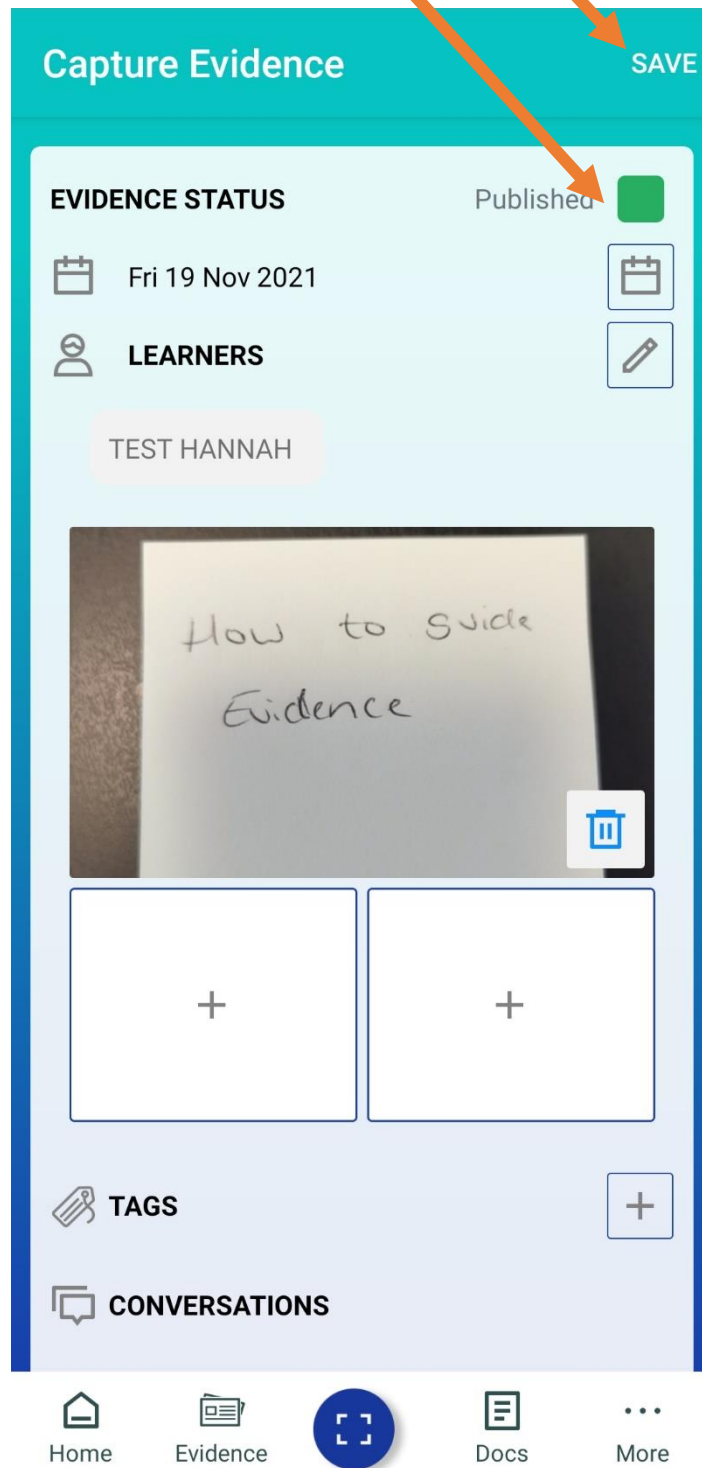 Capture Evidence SAVE
EVIDENCE STATUS Published
Fri 19 Nov 2021
LEARNERS
TEST HANNAH
How to guide
Evidence
TAGS
CONVERSATIONS
Home Evidence Docs More